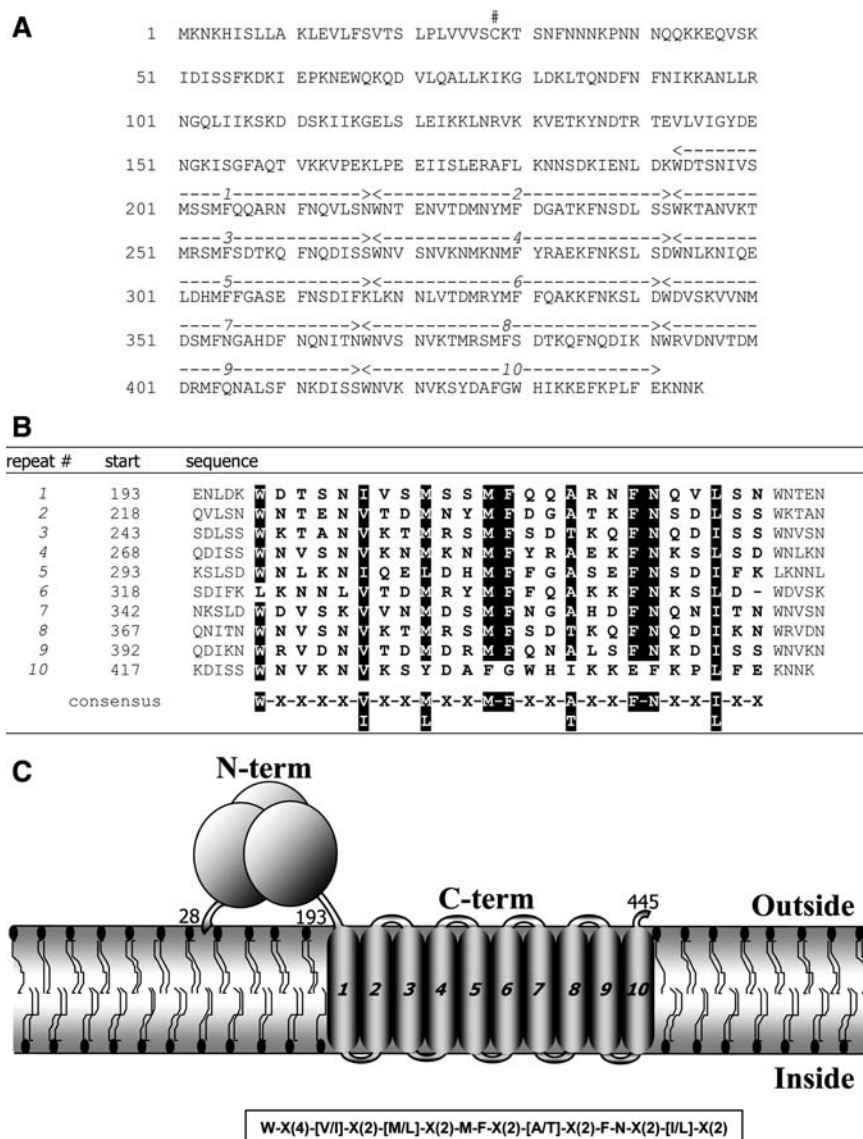 A
#
1 MKNKHISLLA KLEVLFSVTS LPLVVVSCKT SNFNNNKPNN NQQKKEQVSK
51 IDISSFKDKI EPKNEWQKQD VLQALLKIKG LDKLTQNDFN FNIKKANLLR
101 NGQLIIKSKD DSKIIKGELS LEIKKLNRVK KVETKYNDTR TEVLVIGYDE
<-------
151 NGKISGFAQT VKKVPEKLPE EIISLERAFL KNNSDKIENL DKWDTSNIVS
----1------------><------------2------------><-------
201 MSSMFQQARN FNQVLSNWNT ENVTDMNYMF DGATKFNSDL SSWKTANVKT
----3------------><------------4------------><-------
251 MRSMFSDTKQ FNQDISSWNV SNVKNMKNMF YRAEKFNKSL SDWNLKNIQE
----5------------><------------6------------><-------
301 LDHMFFGASE FNSDIFKLKN NLVTDMRYMF FQAKKFNKSL DWDVSKVVNM
----7-----------><------------8------------><--------
351 DSMFNGAHDF NQNITNWNVS NVKTMRSMFS DTKQFNQDIK NWRVDNVTDM
----9-----------><------------10----------->
401 DRMFQNALSF NKDISSWNVK NVKSYDAFGW HIKKEFKPLF EKNNK
B
repeat # start sequence
1 193 ENLDK W D T S N I V S M S S M F Q Q A R N F N Q V L S N WNTEN
2 218 QVLSN W N T E N V T D M N Y M F D G A T K F N S D L S S WKTAN
3 243 SDLSS W K T A N V K T M R S M F S D T K Q F N Q D I S S WNVSN
4 268 QDISS W N V S N V K N M K N M F Y R A E K F N K S L S D WNLKN
5 293 KSLSD W N L K N I Q E L D H M F F G A S E F N S D I F K LKNNL
6 318 SDIFK L K N N L V T D M R Y M F F Q A K K F N K S L D - WDVSK
7 342 NKSLD W D V S K V V N M D S M F N G A H D F N Q N I T N WNVSN
8 367 QNITN W N V S N V K T M R S M F S D T K Q F N Q D I K N WRVDN
9 392 QDIKN W R V D N V T D M D R M F Q N A L S F N K D I S S WNVKN
10 417 KDISS W N V K N V K S Y D A F G W H I K K E F K P L F E KNNK
consensus W-X-X-X-X-V-X-X-M-X-X-M-F-X-X-A-X-X-F-N-X-X-I-X-X
I L T L
C
N-term
28
193
C-term
445
Outside
1 2 3 4 5 6 7 8 9 10
Inside
W-X(4)-[V/I]-X(2)-[M/L]-X(2)-M-F-X(2)-[A/T]-X(2)-F-N-X(2)-[I/L]-X(2)